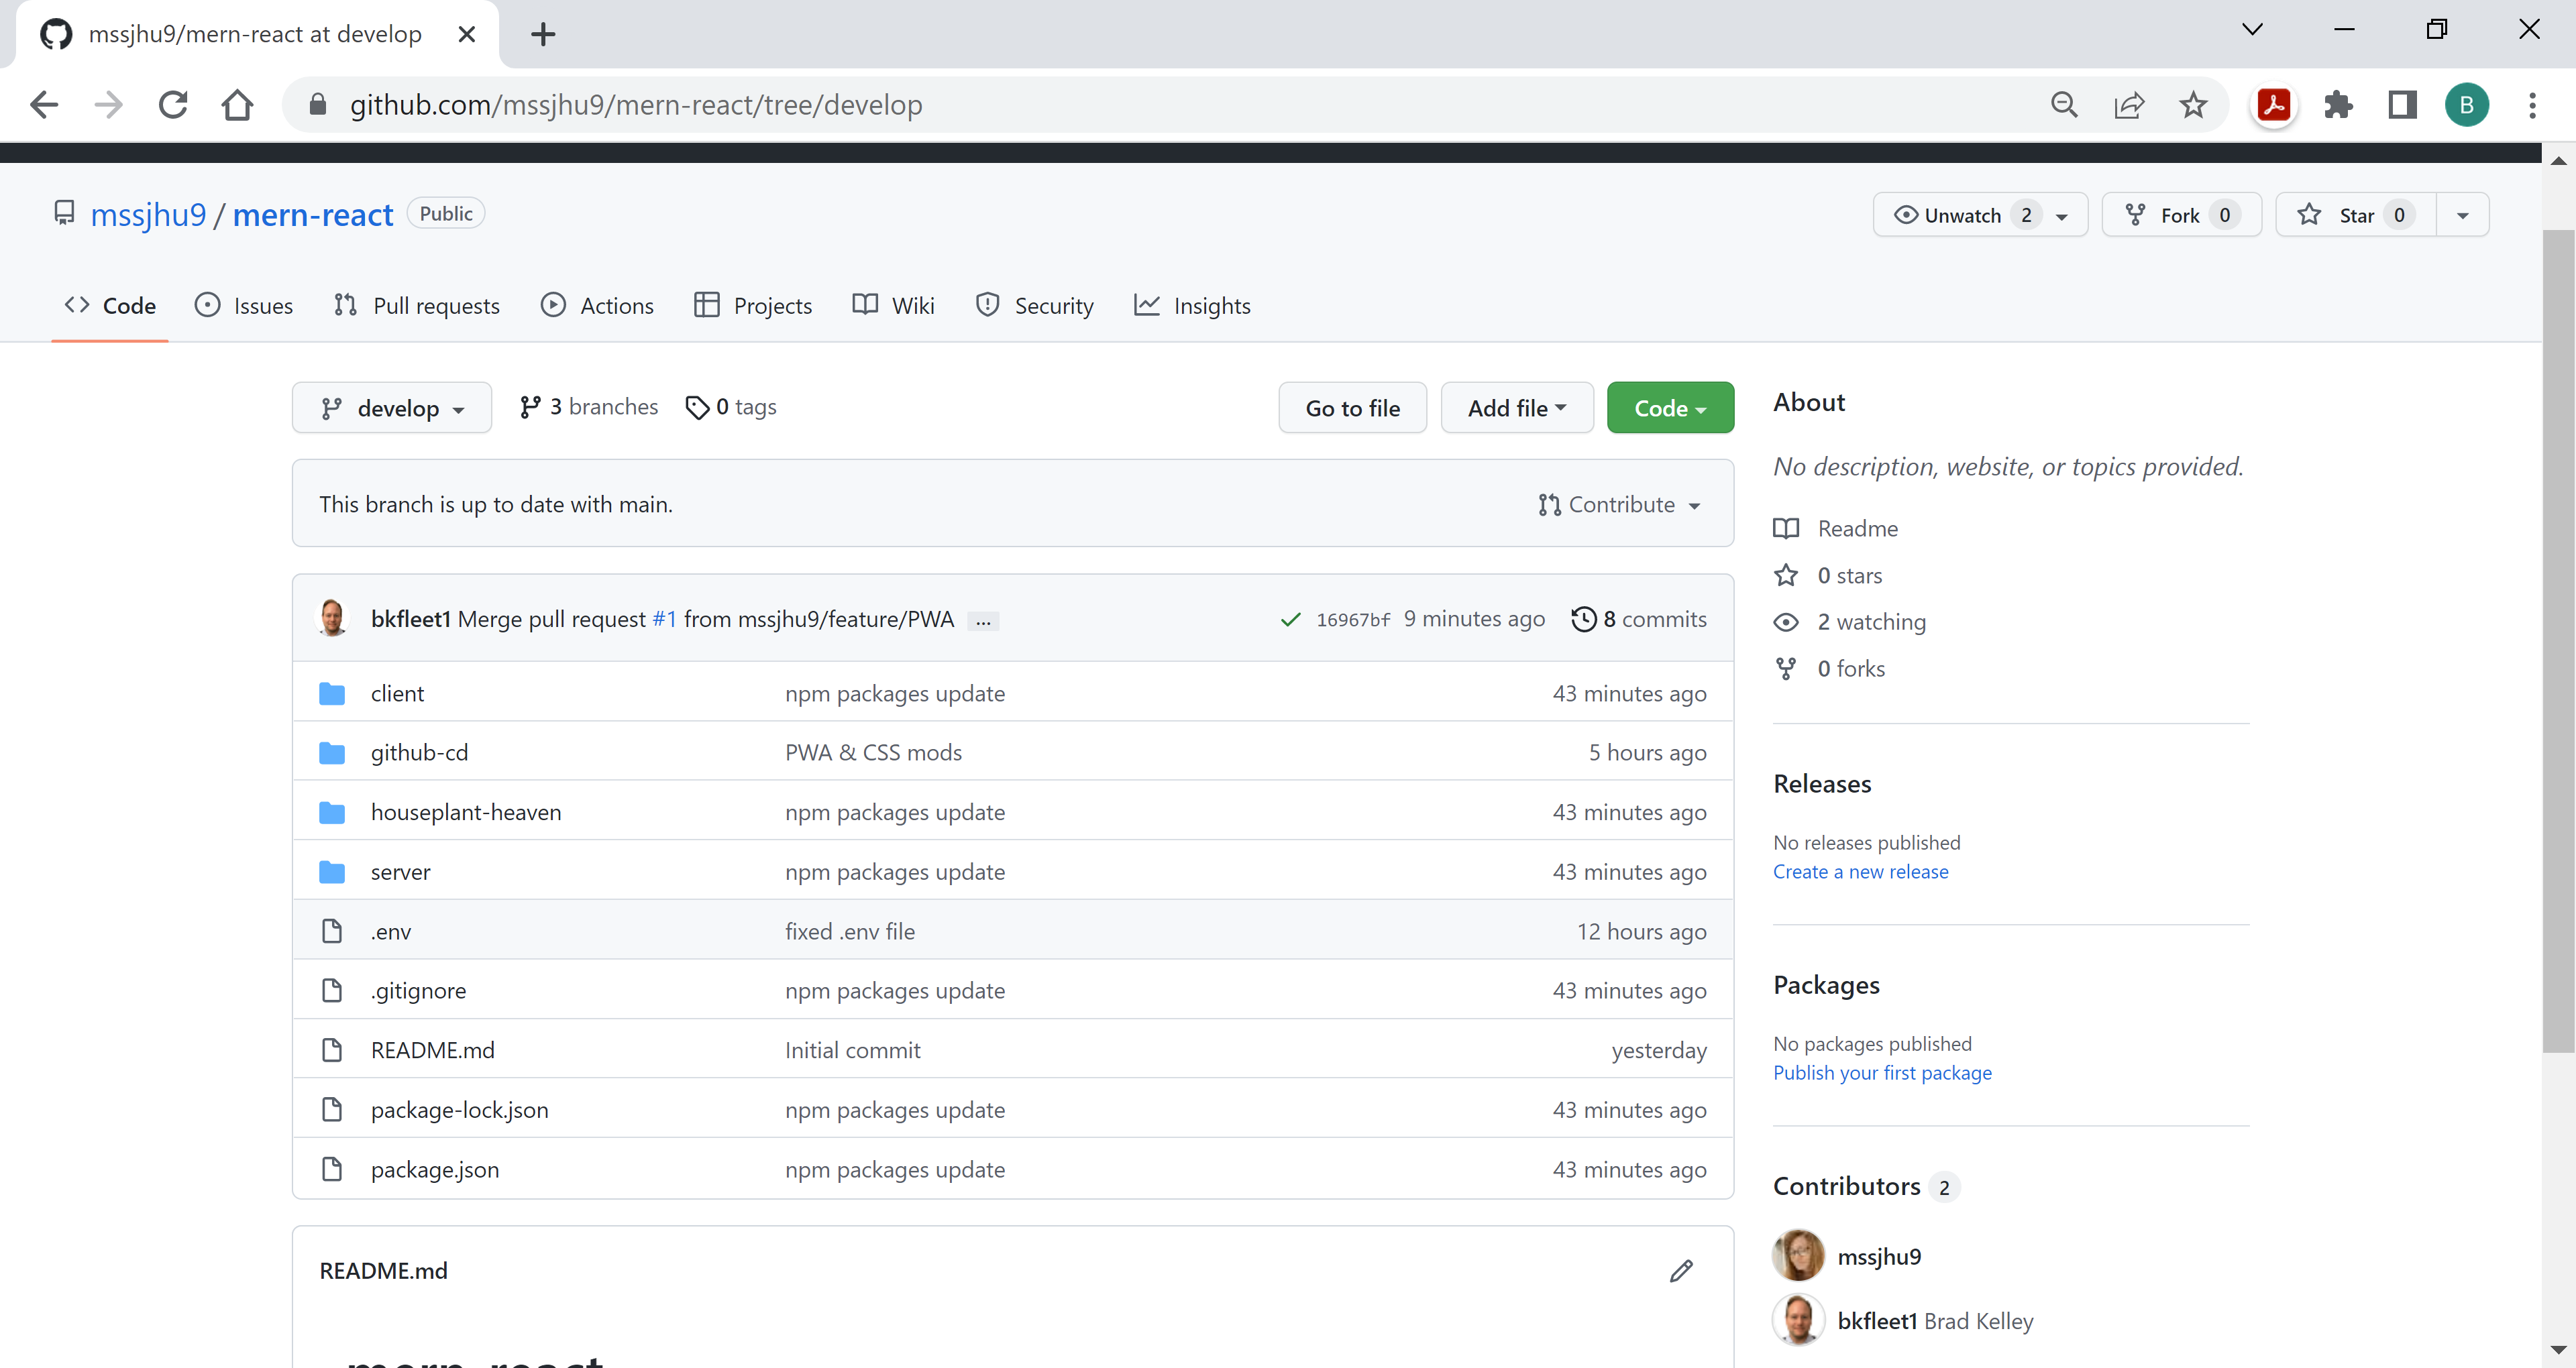 mssjhu9/mern-react at develop
github.com/mssjhu9/mern-react/tree/develop
B
mssjhu9 / mern-react Public
Unwatch 2
Fork 0
Star 0
Code
Issues
Pull requests
Actions
Projects
Wiki
Security
Insights
develop
3 branches
0 tags
Go to file
Add file
Code
This branch is up to date with main.
Contribute
bkfleet1 Merge pull request #1 from mssjhu9/feature/PWA ...
16967bf 9 minutes ago
8 commits
client npm packages update 43 minutes ago
github-cd PWA & CSS mods 5 hours ago
houseplant-heaven npm packages update 43 minutes ago
server npm packages update 43 minutes ago
.env fixed .env file 12 hours ago
.gitignore npm packages update 43 minutes ago
README.md Initial commit yesterday
package-lock.json npm packages update 43 minutes ago
package.json npm packages update 43 minutes ago
README.md
mern-react
About
No description, website, or topics provided.
Readme
0 stars
2 watching
0 forks
Releases
No releases published
Create a new release
Packages
No packages published
Publish your first package
Contributors 2
mssjhu9
bkfleet1 Brad Kelley